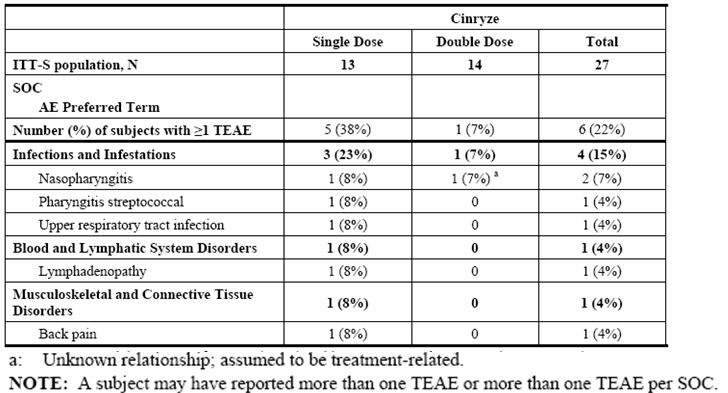 Cinryze
Single Dose Double Dose Total
ITT-S population, N 13 14 27
SOC
AE Preferred Term
Number (%) of subjects with ≥1 TEAE 5 (38%) 1 (7%) 6 (22%)
Infections and Infestations 3 (23%) 1 (7%) 4 (15%)
Nasopharyngitis 1 (8%) 1 (7%) a 2 (7%)
Pharyngitis streptococcal 1 (8%) 0 1 (4%)
Upper respiratory tract infection 1 (8%) 0 1 (4%)
Blood and Lymphatic System Disorders 1 (8%) 0 1 (4%)
Lymphadenopathy 1 (8%) 0 1 (4%)
Musculoskeletal and Connective Tissue
Disorders 1 (8%) 0 1 (4%)
Back pain 1 (8%) 0 1 (4%)
a: Unknown relationship; assumed to be treatment-related.
NOTE: A subject may have reported more than one TEAE or more than one TEAE per SOC.